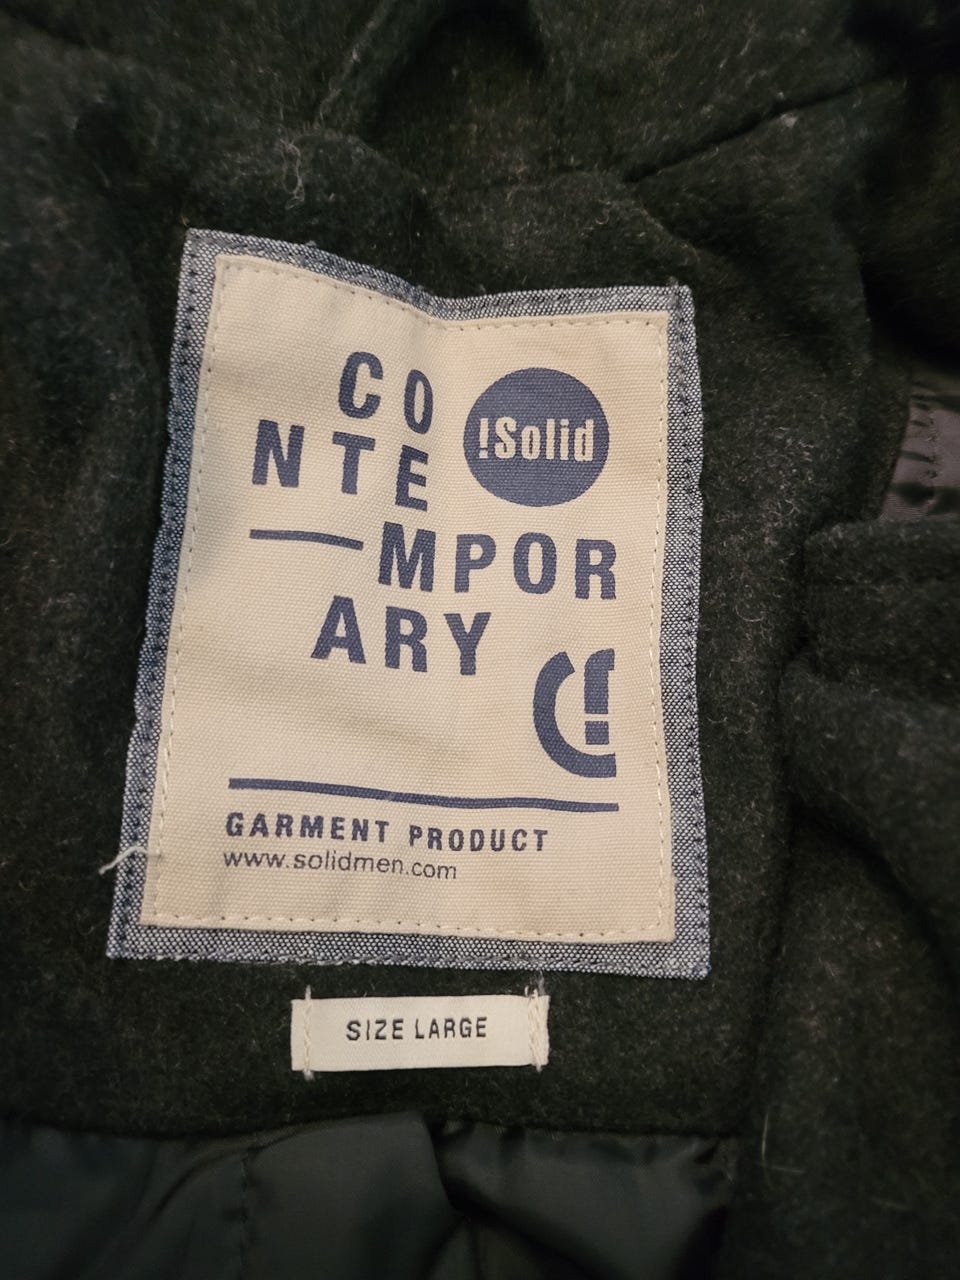 CO
!Solid
NTE
MPOR
ARY
GARMENT PRODUCT
www.solidmen.com
SIZE LARGE